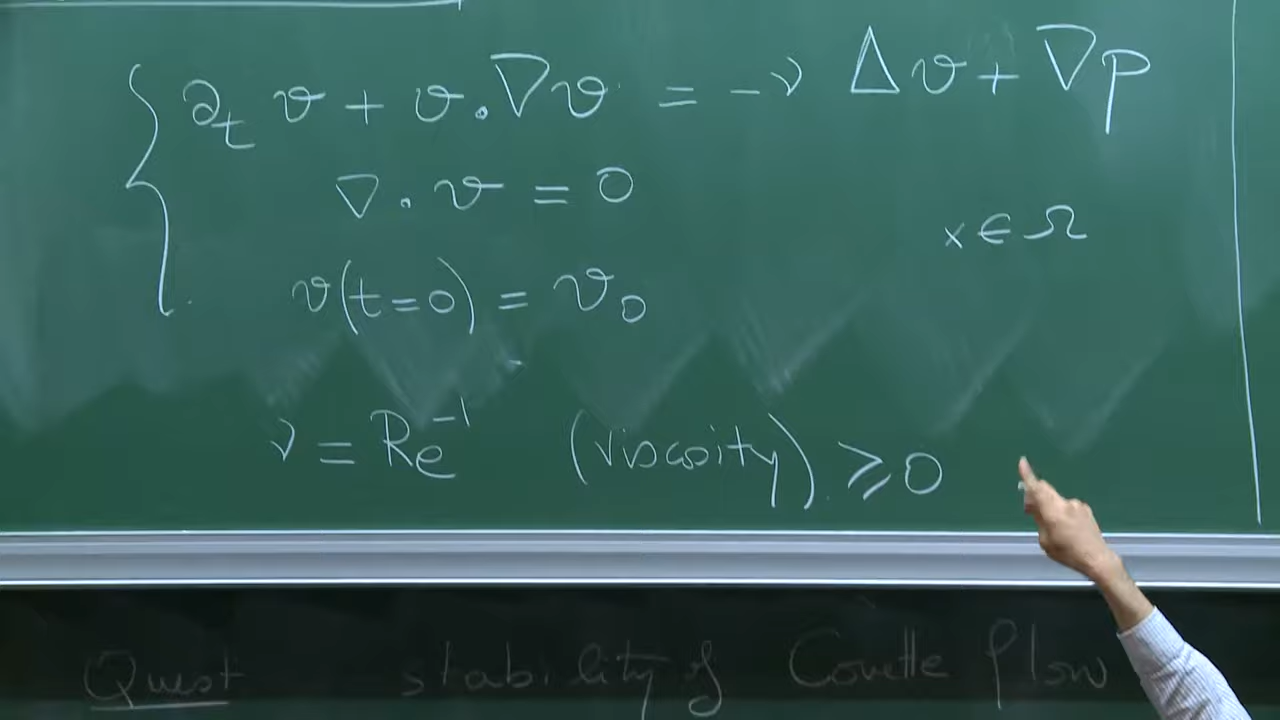 ∂_t v + v · ∇v = -ν Δv + ∇p
∇ · v = 0
x ∈ Ω
v(t=0) = v_0
ν = Re^{-1} (viscosity) ≥ 0
Quest stability of Couette flow